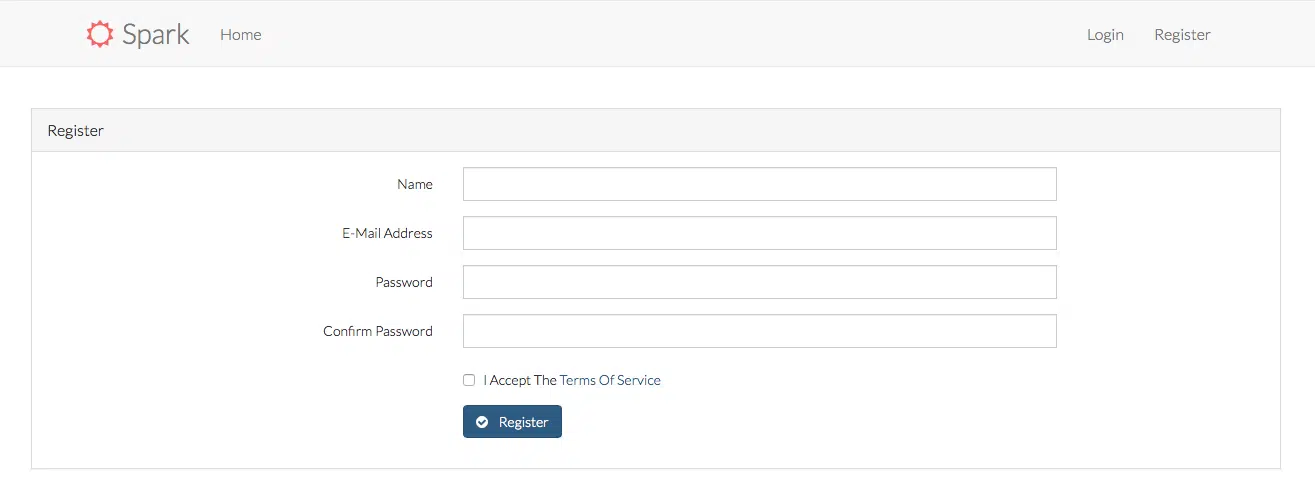 Spark Home Login Register
Register
Name
E-Mail Address
Password
Confirm Password
I Accept The Terms Of Service
Register